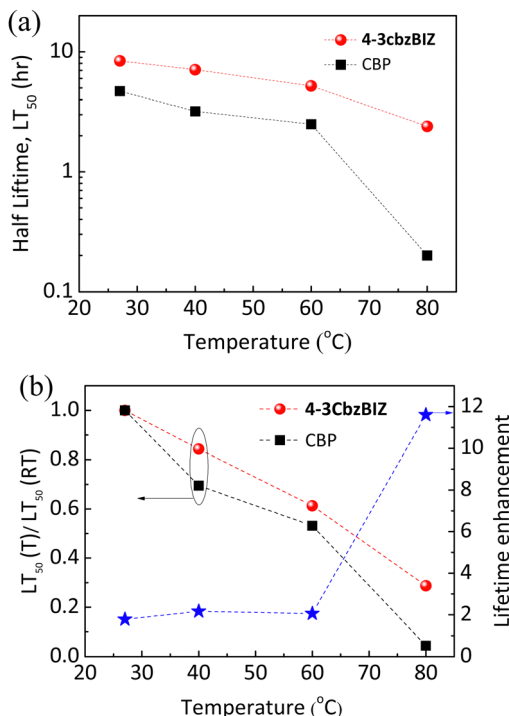 (a)
10
1
0.1
Half Liftime, LT50 (hr)
4-3cbzBIZ
CBP
20 30 40 50 60 70 80
Temperature (°C)
(b)
1.0
0.8
0.6
0.4
0.2
0.0
LT50 (T)/ LT50 (RT)
4-3CbzBIZ
CBP
12
10
8
6
4
2
0
Lifetime enhancement
20 30 40 50 60 70 80
Temperature (°C)